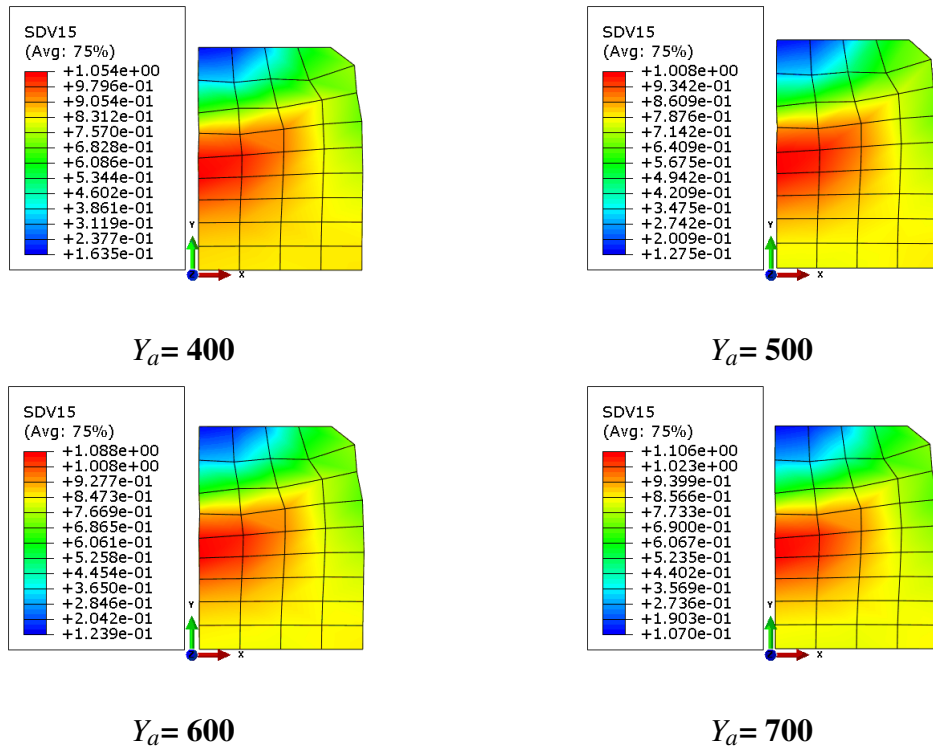 SDV15
(Avg: 75%)
+1.054e+00
+9.796e-01
+9.054e-01
+8.312e-01
+7.570e-01
+6.828e-01
+6.086e-01
+5.344e-01
+4.602e-01
+3.861e-01
+3.119e-01
+2.377e-01
+1.635e-01
Y
X
Yₐ= 400
SDV15
(Avg: 75%)
+1.008e+00
+9.342e-01
+8.609e-01
+7.876e-01
+7.142e-01
+6.409e-01
+5.675e-01
+4.942e-01
+4.209e-01
+3.475e-01
+2.742e-01
+2.009e-01
+1.275e-01
Y
X
Yₐ= 500
SDV15
(Avg: 75%)
+1.088e+00
+1.008e+00
+9.277e-01
+8.473e-01
+7.669e-01
+6.865e-01
+6.061e-01
+5.258e-01
+4.454e-01
+3.650e-01
+2.846e-01
+2.042e-01
+1.239e-01
Y
X
Yₐ= 600
SDV15
(Avg: 75%)
+1.106e+00
+1.023e+00
+9.399e-01
+8.566e-01
+7.733e-01
+6.900e-01
+6.067e-01
+5.235e-01
+4.402e-01
+3.569e-01
+2.736e-01
+1.903e-01
+1.070e-01
Y
X
Yₐ= 700